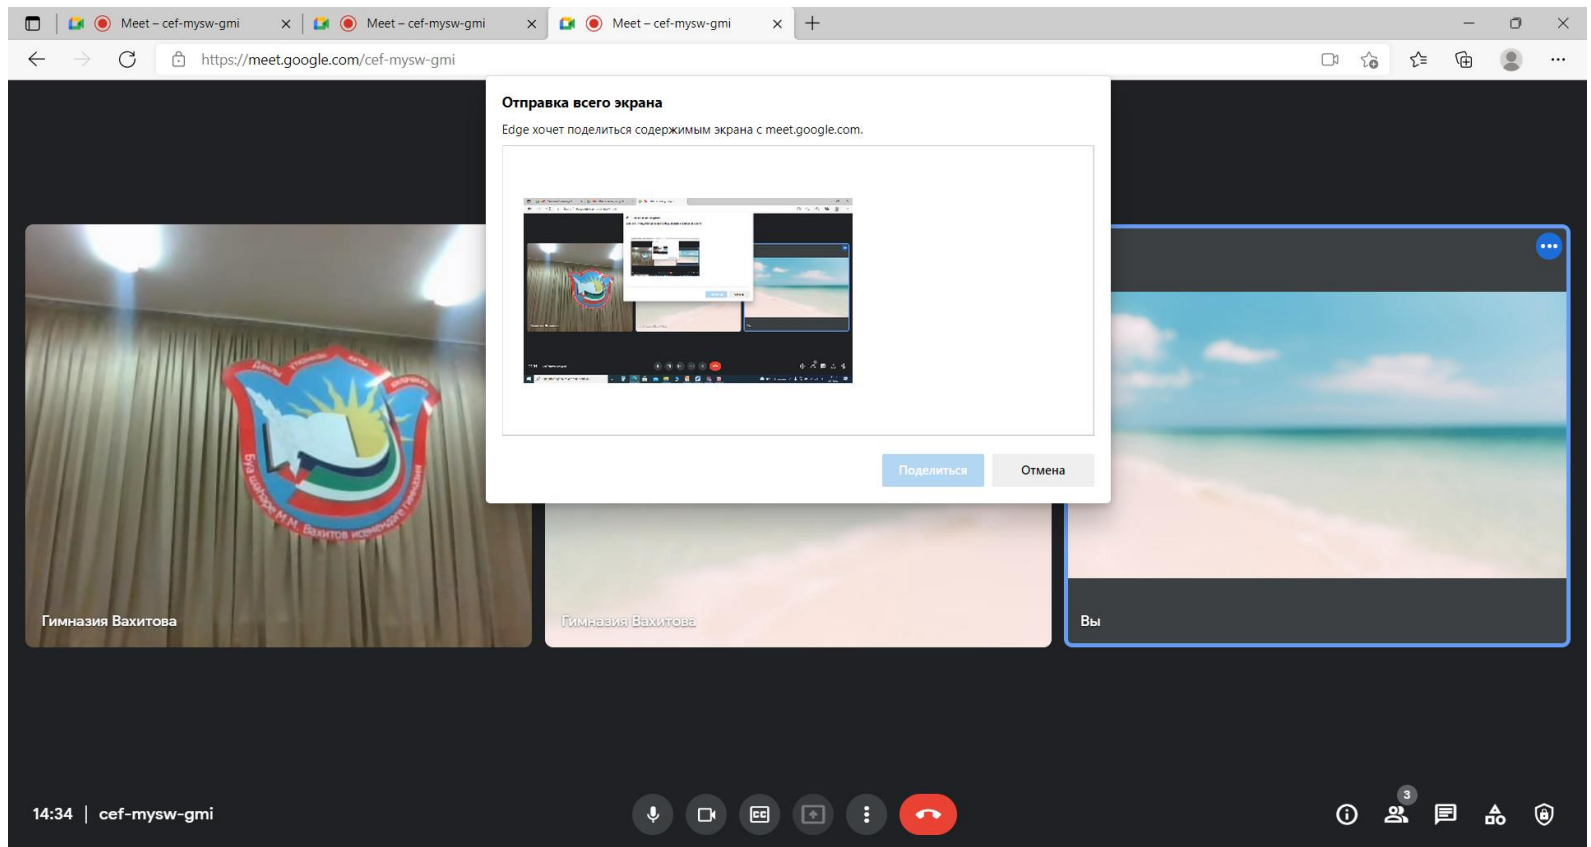 Meet – cef-mysw-gmi
Meet – cef-mysw-gmi
Meet – cef-mysw-gmi
https://meet.google.com/cef-mysw-gmi
Отправка всего экрана
Edge хочет поделиться содержимым экрана с meet.google.com.
Поделиться
Отмена
М.М. Вахитов
Гимназия Вахитова
Гимназия Вахитова
Вы
14:34 | cef-mysw-gmi
CC
3